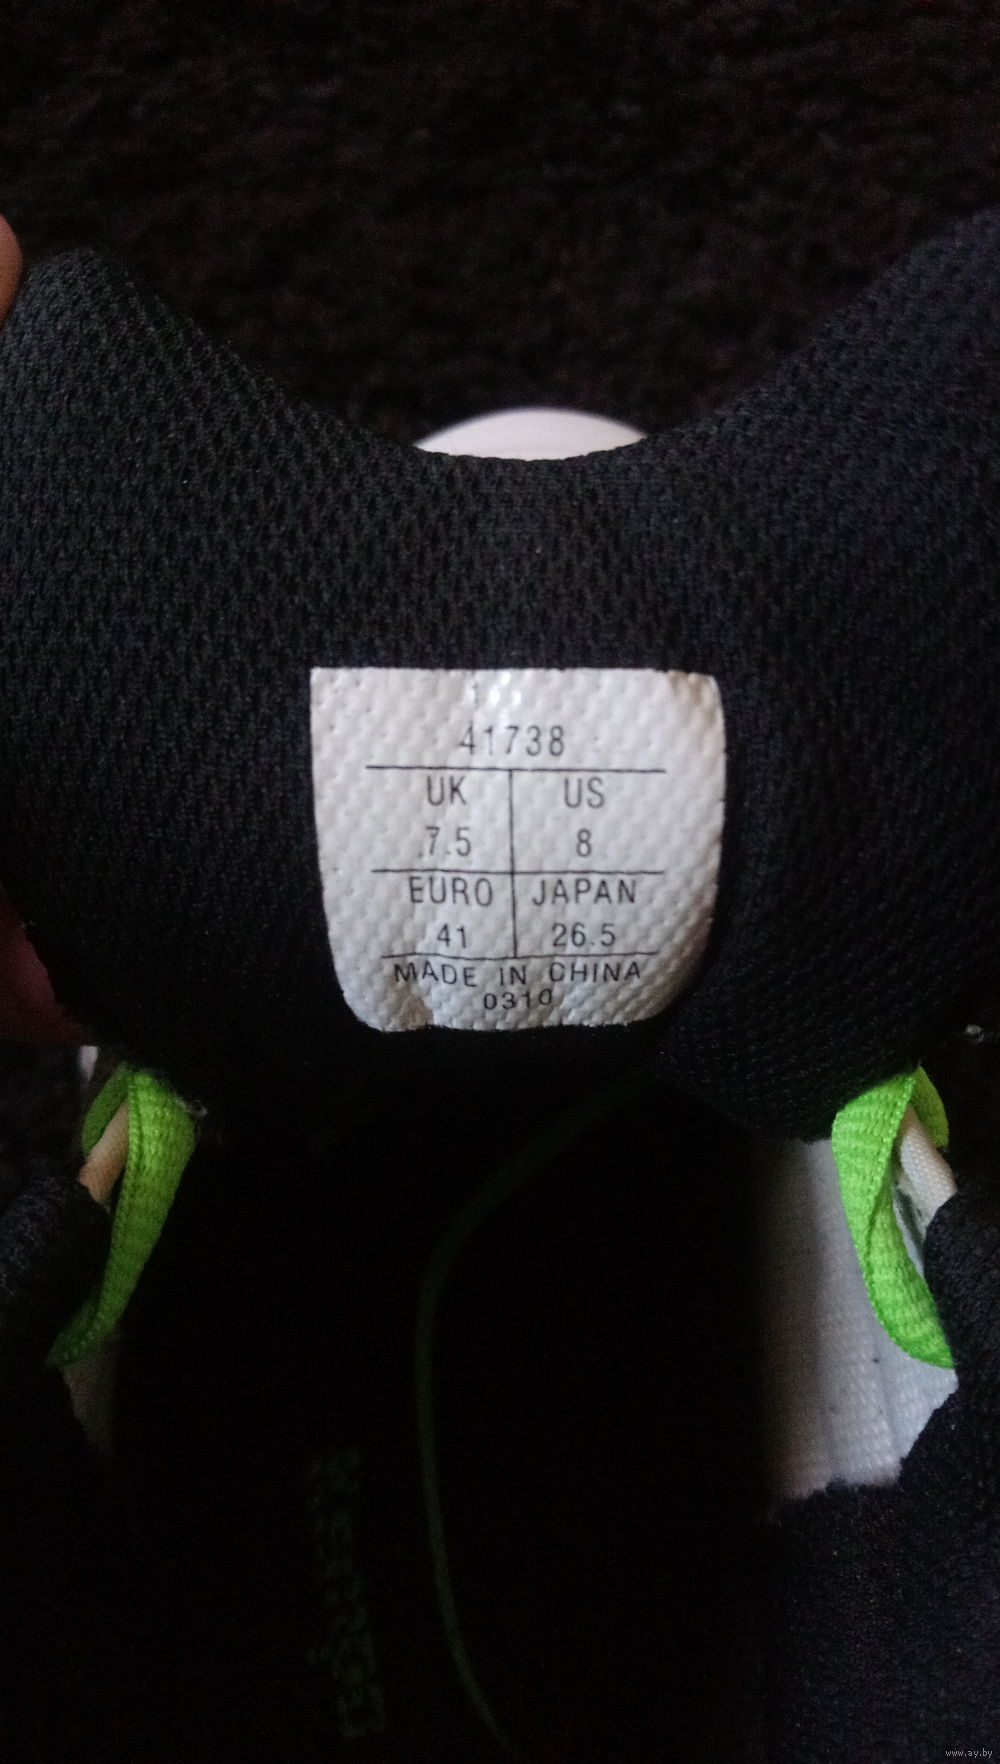 41738
UK US
7.5 8
EURO JAPAN
41 26.5
MADE IN CHINA
0310
www.ay.by